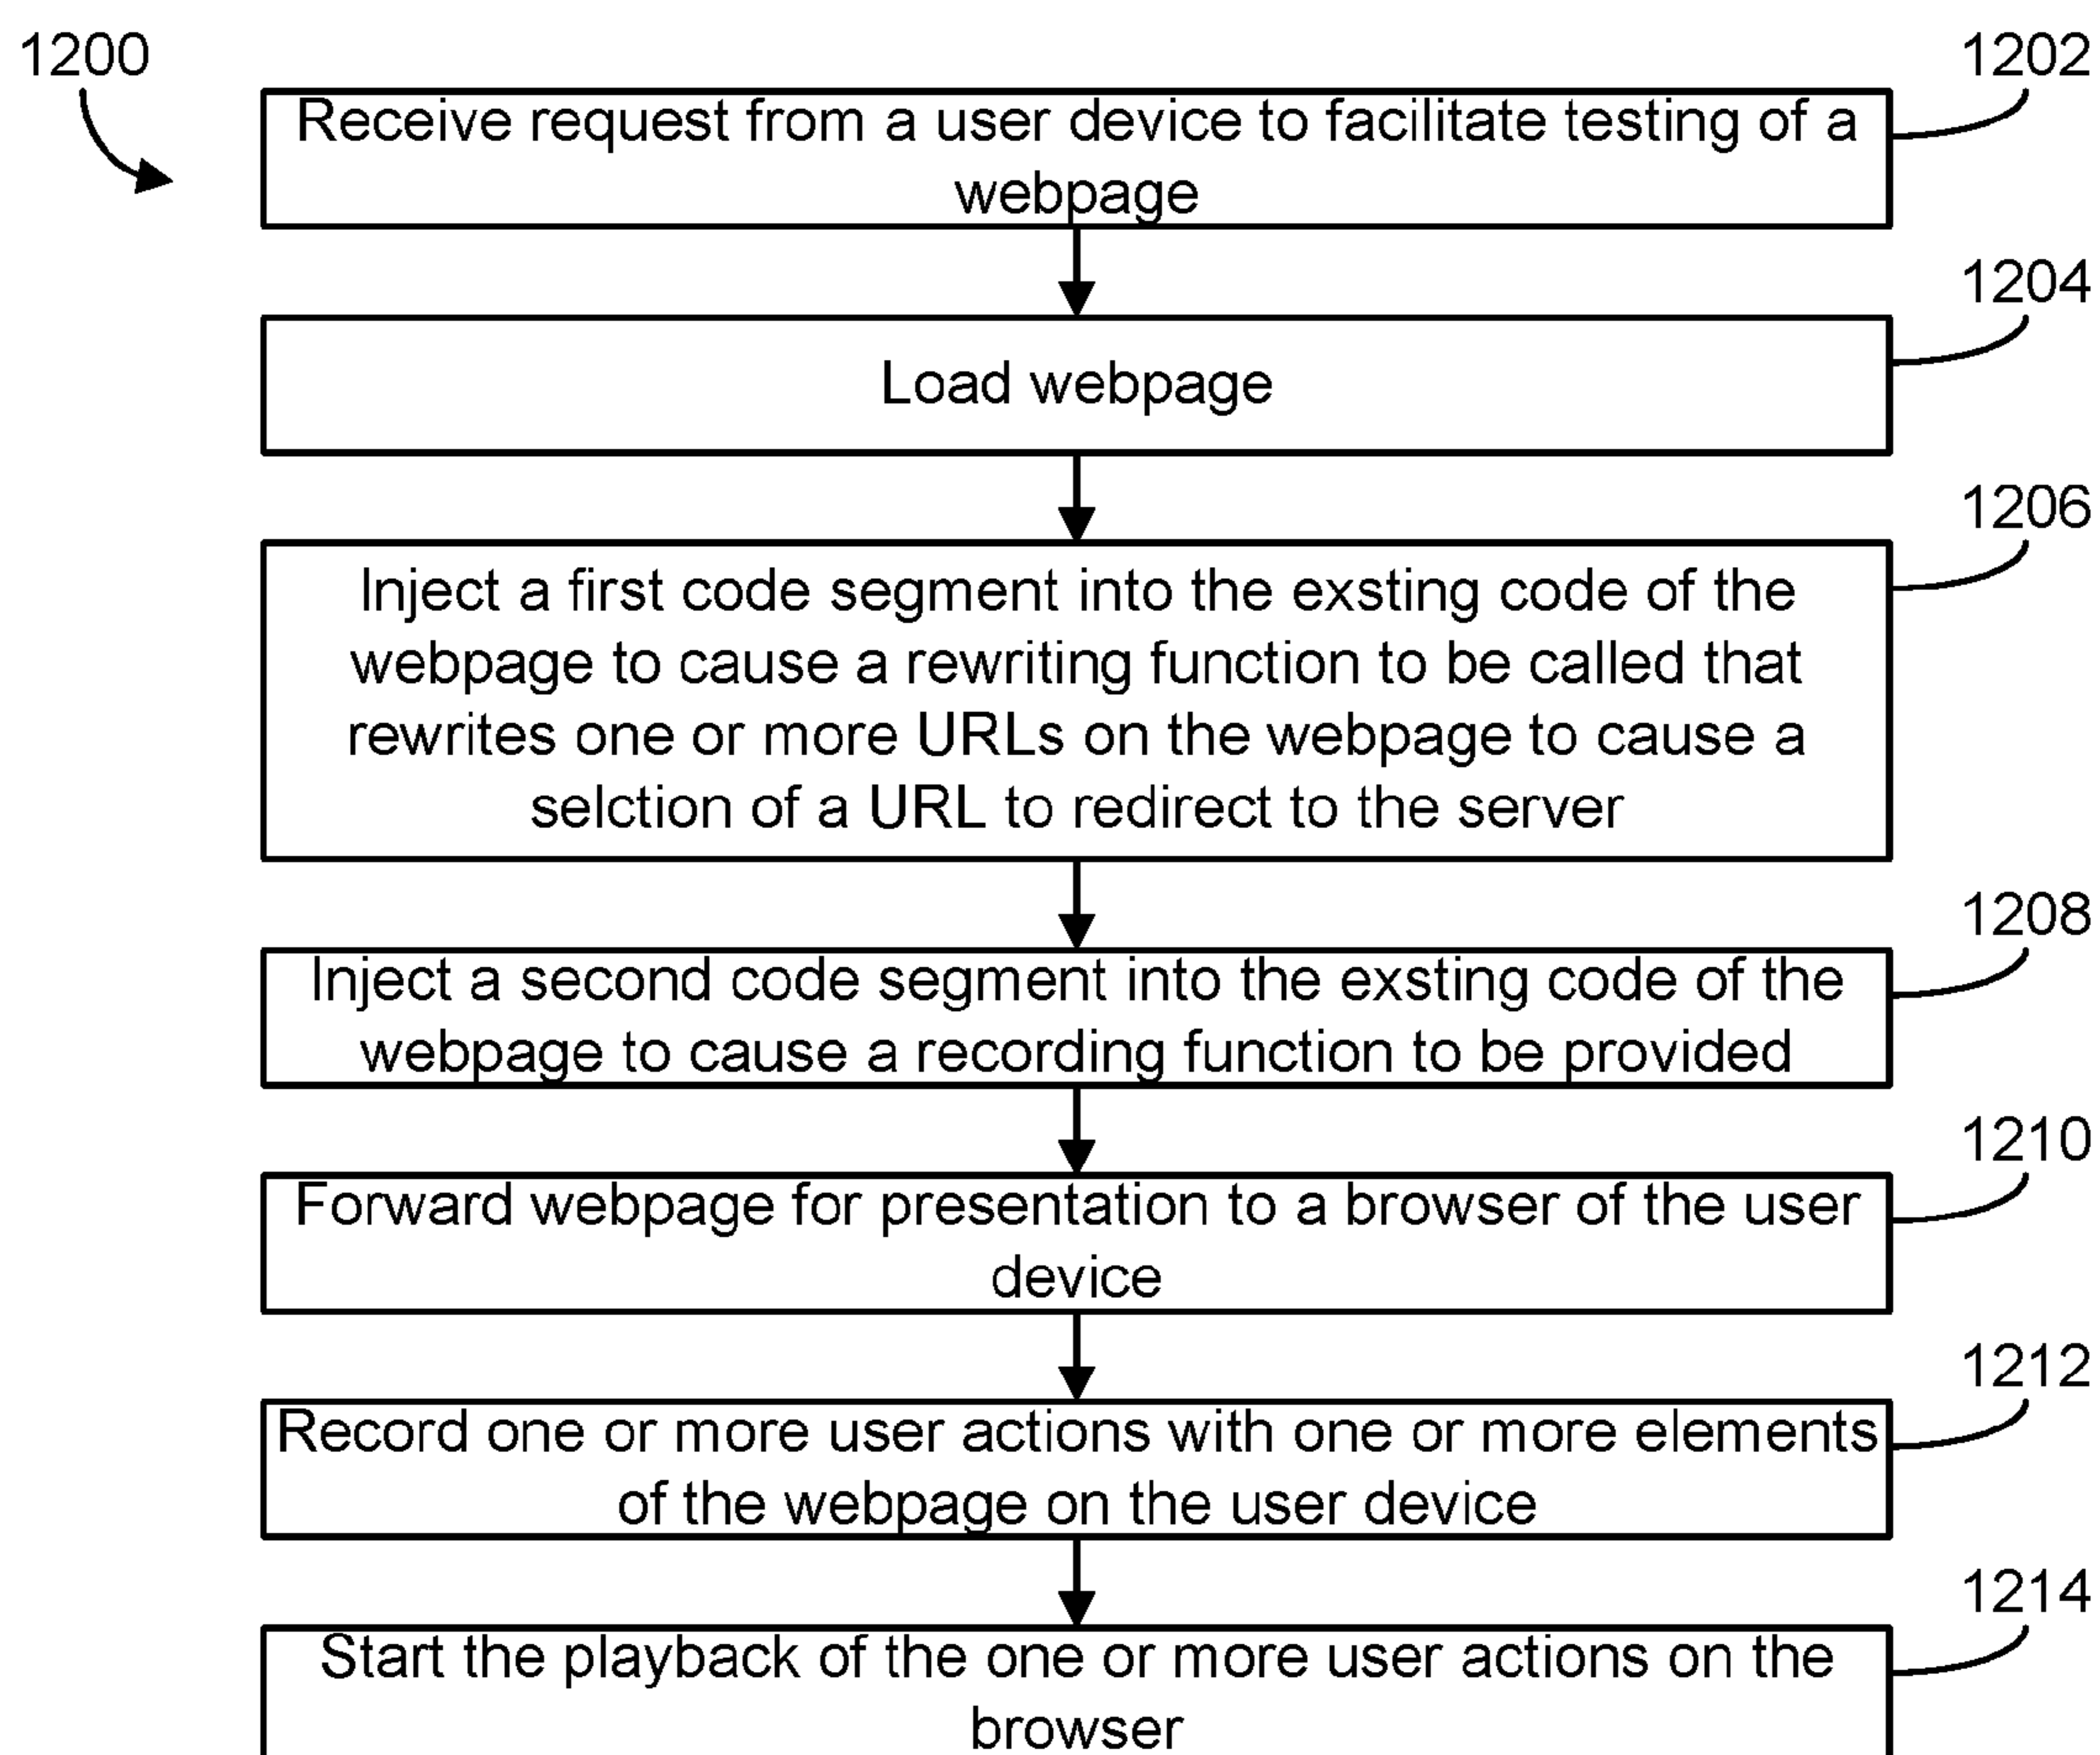 1200
1202
Receive request from a user device to facilitate testing of a
webpage
1204
Load webpage
1206
Inject a first code segment into the exsting code of the
webpage to cause a rewriting function to be called that
rewrites one or more URLs on the webpage to cause a
selction of a URL to redirect to the server
1208
Inject a second code segment into the exsting code of the
webpage to cause a recording function to be provided
1210
Forward webpage for presentation to a browser of the user
device
1212
Record one or more user actions with one or more elements
of the webpage on the user device
1214
Start the playback of the one or more user actions on the
browser